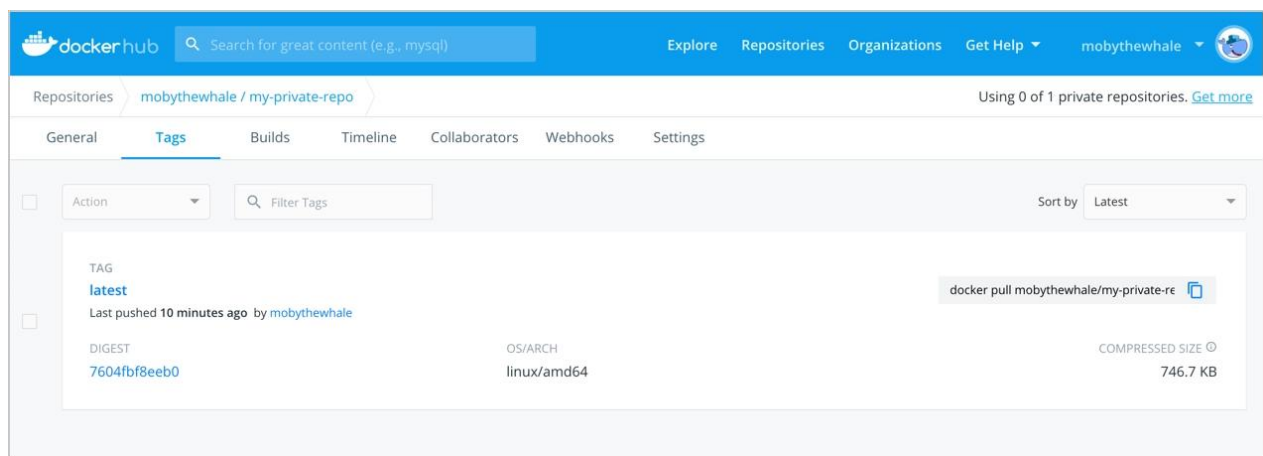 dockerhub Search for great content (e.g., mysql) Explore Repositories Organizations Get Help mobythewhale
Repositories mobythewhale / my-private-repo Using 0 of 1 private repositories. Get more
General Tags Builds Timeline Collaborators Webhooks Settings
Action Filter Tags Sort by Latest
TAG
latest docker pull mobythewhale/my-private-re
Last pushed 10 minutes ago by mobythewhale
DIGEST OS/ARCH COMPRESSED SIZE
7604fbf8eeb0 linux/amd64 746.7 KB